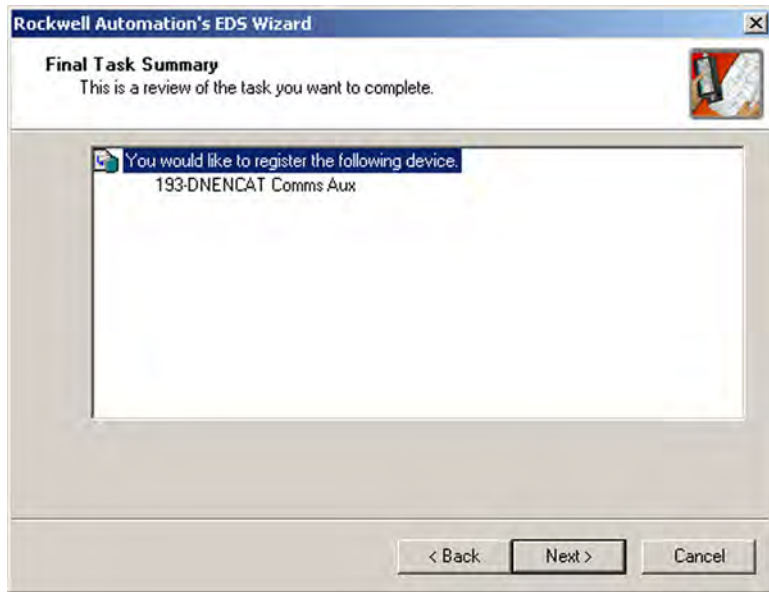 Rockwell Automation's EDS Wizard
Final Task Summary
This is a review of the task you want to complete.
You would like to register the following device.
193-DNENCAT Comms Aux
< Back
Next >
Cancel